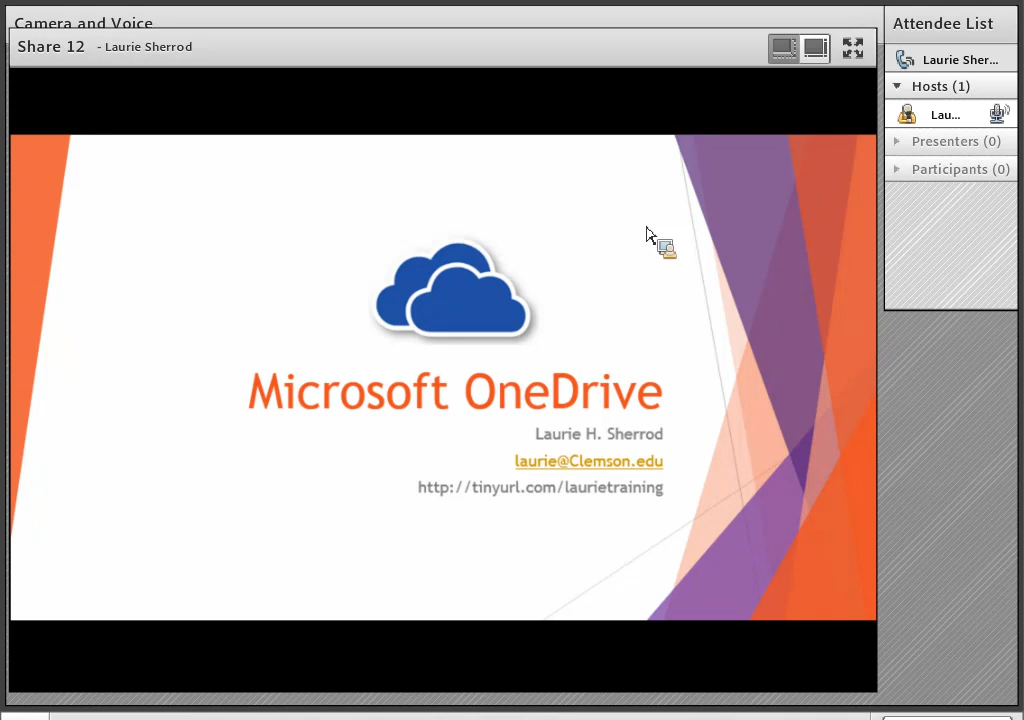 Camera and Voice
Share 12 - Laurie Sherrod
Attendee List
Laurie Sher...
Hosts (1)
Lau...
Presenters (0)
Participants (0)
Microsoft OneDrive
Laurie H. Sherrod
laurie@Clemson.edu
http://tinyurl.com/laurietraining